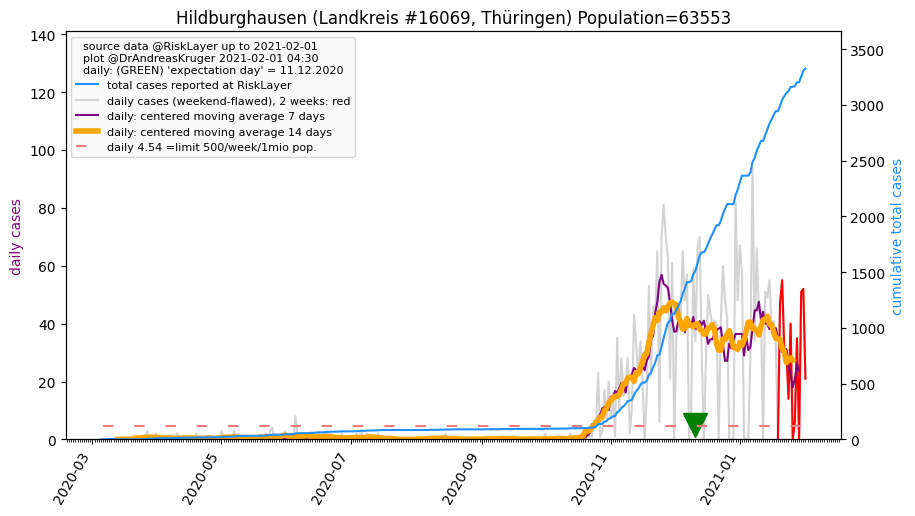 Hildburghausen (Landkreis #16069, Thüringen) Population=63553
source data @RiskLayer up to 2021-02-01
plot @DrAndreasKruger 2021-02-01 04:30
daily: (GREEN) 'expectation day' = 11.12.2020
total cases reported at RiskLayer
daily cases (weekend-flawed), 2 weeks: red
daily: centered moving average 7 days
daily: centered moving average 14 days
daily 4.54 =limit 500/week/1mio pop.
daily cases
140
120
100
80
60
40
20
0
cumulative total cases
3500
3000
2500
2000
1500
1000
500
0
2020-03
2020-05
2020-07
2020-09
2020-11
2021-01